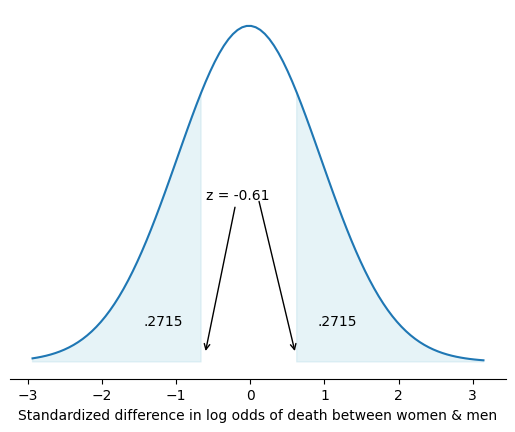 z = -0.61
.2715 .2715
−3 −2 −1 0 1 2 3
Standardized difference in log odds of death between women & men